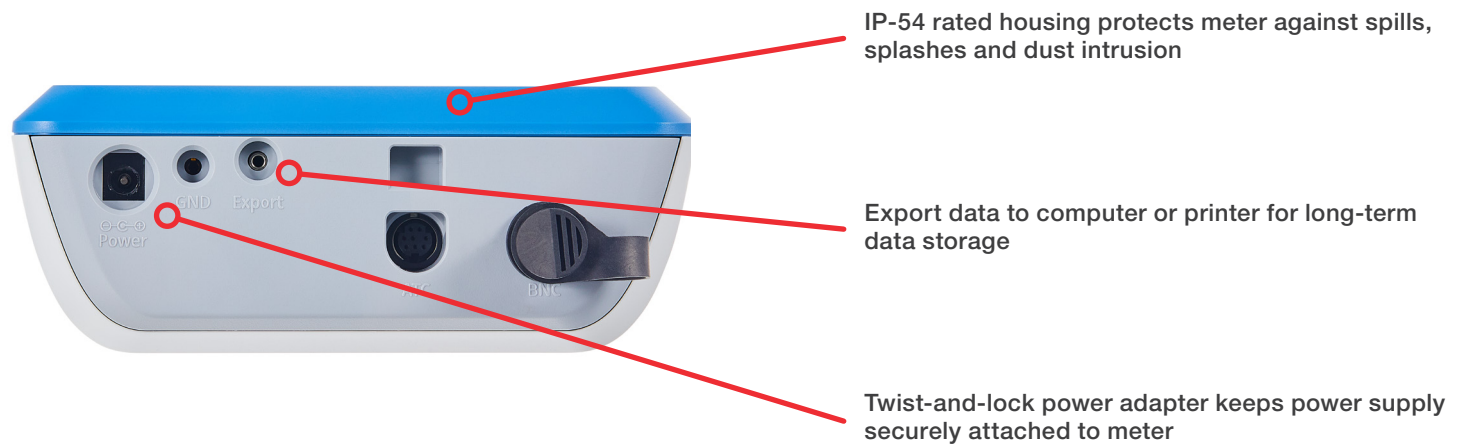 IP-54 rated housing protects meter against spills,
splashes and dust intrusion
GND
Export
Power
BNC
Export data to computer or printer for long-term
data storage
Twist-and-lock power adapter keeps power supply
securely attached to meter